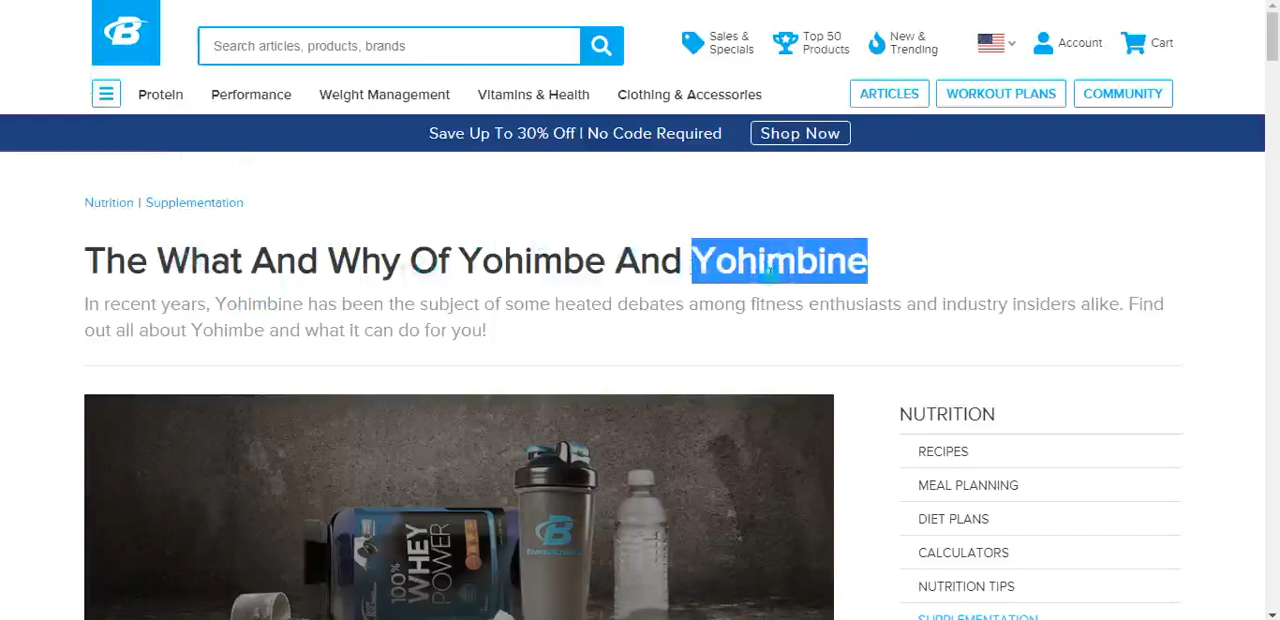 B
Search articles, products, brands
Sales &
Specials
Top 50
Products
New &
Trending
Account
Cart
Protein
Performance
Weight Management
Vitamins & Health
Clothing & Accessories
ARTICLES
WORKOUT PLANS
COMMUNITY
Save Up To 30% Off | No Code Required
Shop Now
Nutrition | Supplementation
The What And Why Of Yohimbe And Yohimbine
In recent years, Yohimbine has been the subject of some heated debates among fitness enthusiasts and industry insiders alike. Find
out all about Yohimbe and what it can do for you!
100%
WHEY
POWER
B
NUTRITION
RECIPES
MEAL PLANNING
DIET PLANS
CALCULATORS
NUTRITION TIPS
SUPPLEMENTATION